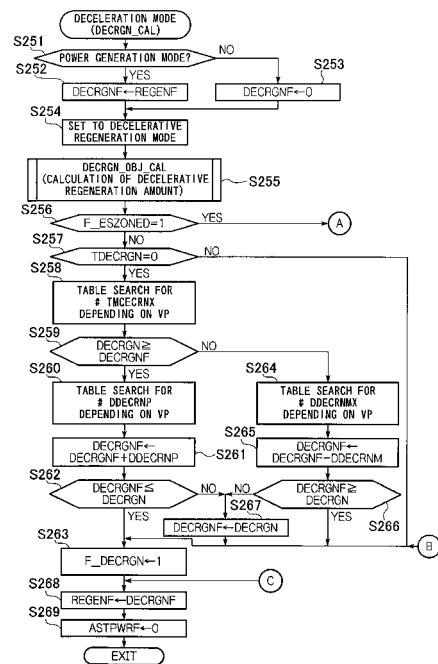 DECELERATION MODE
(DECRGN_CAL)
S251
POWER GENERATION MODE?
NO
S252
YES
S253
DECRGNF←REGENF
DECRGNF←0
S254
SET TO DECELERATIVE
REGENERATION MODE
DECRGN_OBJ_CAL
(CALCULATION OF DECELERATIVE
REGENERATION AMOUNT)
S255
S256
F_ESZONED=1
YES
A
S257
NO
TDECRGN=0
NO
S258
YES
TABLE SEARCH FOR
# TMCECRNX
DEPENDING ON VP
S259
DECRGN≧
DECRGNF
NO
S260
YES
S264
TABLE SEARCH FOR
# DDECRNP
DEPENDING ON VP
TABLE SEARCH FOR
# DDECRNMX
DEPENDING ON VP
S265
DECRGNF←
DECRGNF+DDECRNP
S261
DECRGNF←
DECRGNF-DDECRNM
S262
DECRGNF≦
DECRGN
NO
NO
DECRGNF≧
DECRGN
S267
S266
YES
DECRGNF←DECRGN
YES
S263
B
F_DECRGN←1
C
S268
REGENF←DECRGNF
S269
ASTPWRF←0
EXIT